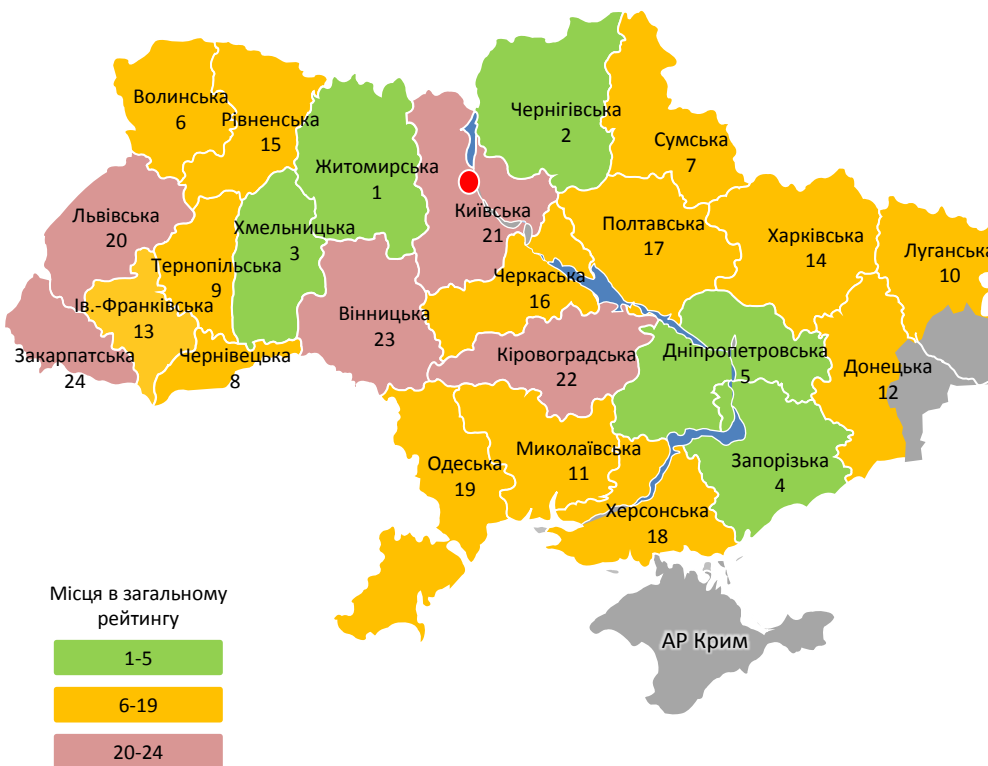 Волинська
6
Рівненська
15
Житомирська
1
Чернігівська
2
Сумська
7
Львівська
20
Хмельницька
3
Київська
21
Полтавська
17
Харківська
14
Луганська
10
Тернопільська
9
Черкаська
16
Ів.-Франківська
13
Вінницька
23
Закарпатська
24
Чернівецька
8
Кіровоградська
22
Дніпропетровська
5
Донецька
12
Одеська
19
Миколаївська
11
Запорізька
4
Херсонська
18
АР Крим
Місця в загальному
рейтингу
1-5
6-19
20-24